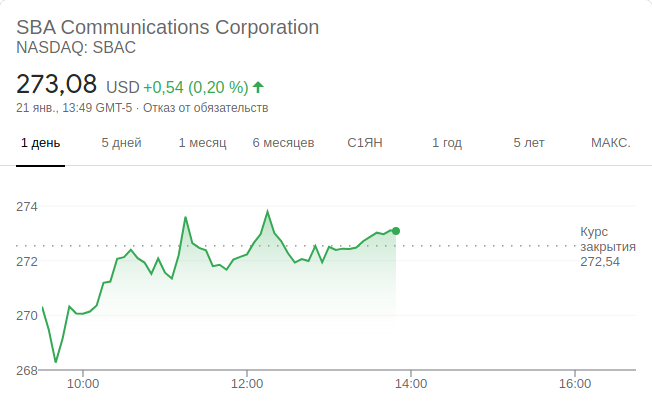 SBA Communications Corporation
NASDAQ: SBAC
273,08 USD +0,54 (0,20 %)
21 янв., 13:49 GMT-5 · Отказ от обязательств
1 день 5 дней 1 месяц 6 месяцев С1ЯН 1 год 5 лет МАКС.
274
Курс
закрытия
272,54
272
270
268
10:00 12:00 14:00 16:00